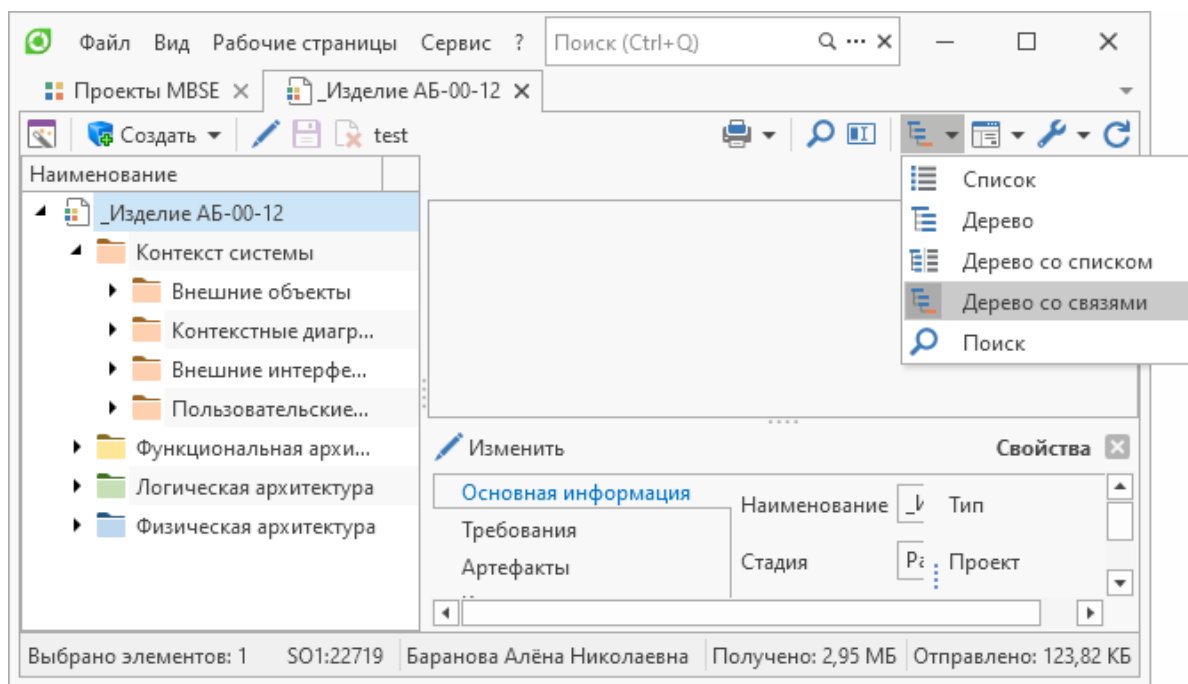 Файл Вид Рабочие страницы Сервис ? Поиск (Ctrl+Q)
Проекты MBSE _Изделие АБ-00-12
Создать test
Наименование
Список
_Изделие АБ-00-12
Дерево
Контекст системы
Дерево со списком
Внешние объекты
Дерево со связями
Контекстные диагр...
Поиск
Внешние интерфе...
Пользовательские...
Функциональная архи...
Изменить Свойства
Логическая архитектура
Основная информация
Наименование _И Тип
Физическая архитектура
Требования
Артефакты
Стадия Ра Проект
Выбрано элементов: 1 SO1:22719 Баранова Алёна Николаевна Получено: 2,95 МБ Отправлено: 123,82 КБ